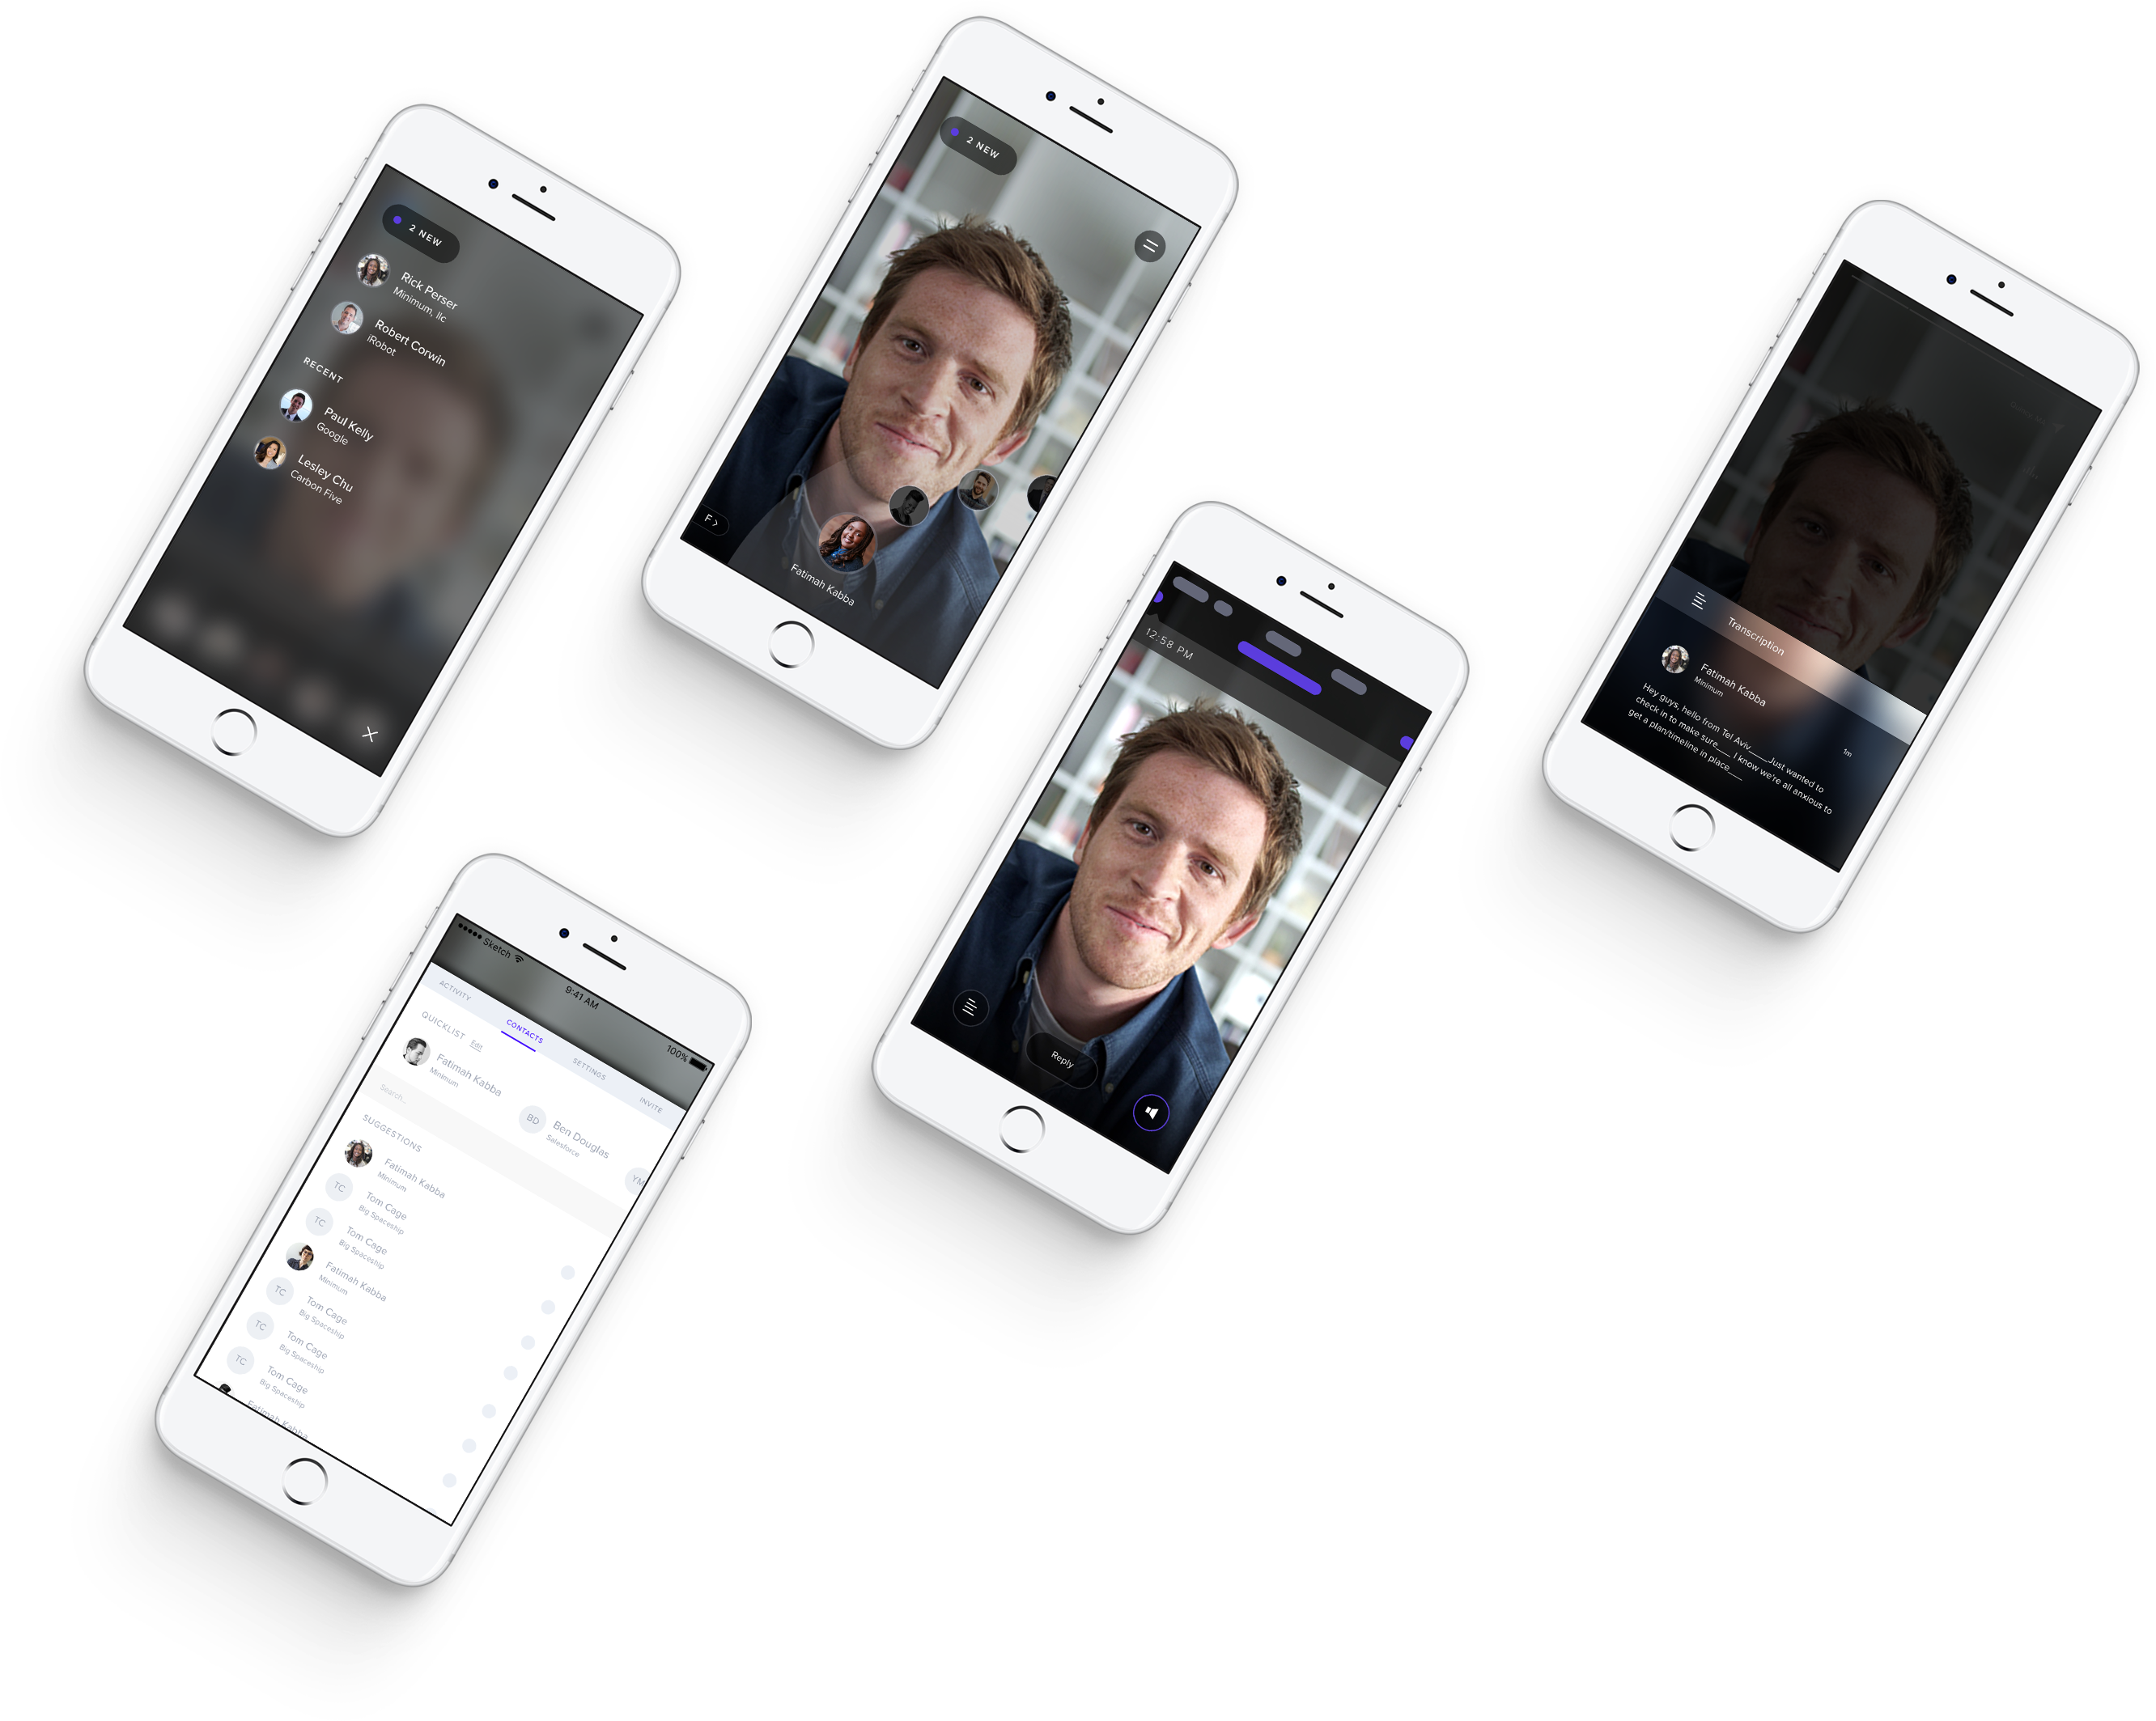 2 NEW
Rick Perser
Minimum, llc
Robert Corwin
iRobot
RECENT
Paul Kelly
Google
Lesley Chu
Carbon Five
2 NEW
F
Fatimah Kabba
12:58 PM
Reply
Transcription
Fatimah Kabba
Minimum
1m
Hey guys, hello from Tel Aviv____Just wanted to
check in to make sure___ I know we're all anxious to
get a plan/timeline in place___
Sketch
9:41 AM
100%
ACTIVITY
CONTACTS
SETTINGS
INVITE
QUICKLIST Edit
Fatimah Kabba
Minimum
BD
Ben Douglas
Salesforce
YM
Search..
SUGGESTIONS
Fatimah Kabba
Minimum
TC
Tom Cage
Big Spaceship
TC
Tom Cage
Big Spaceship
Fatimah Kabba
Minimum
TC
Tom Cage
Big Spaceship
TC
Tom Cage
Big Spaceship
TC
Tom Cage
Big Spaceship
Fatimah Kabba